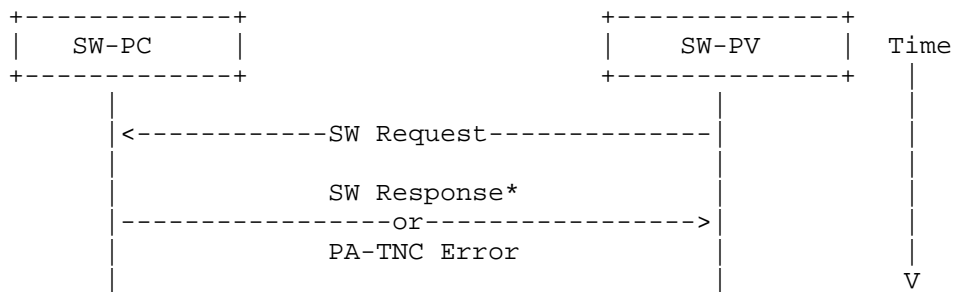 SW-PC SW-PV Time
SW Request
SW Response*
or
PA-TNC Error
V